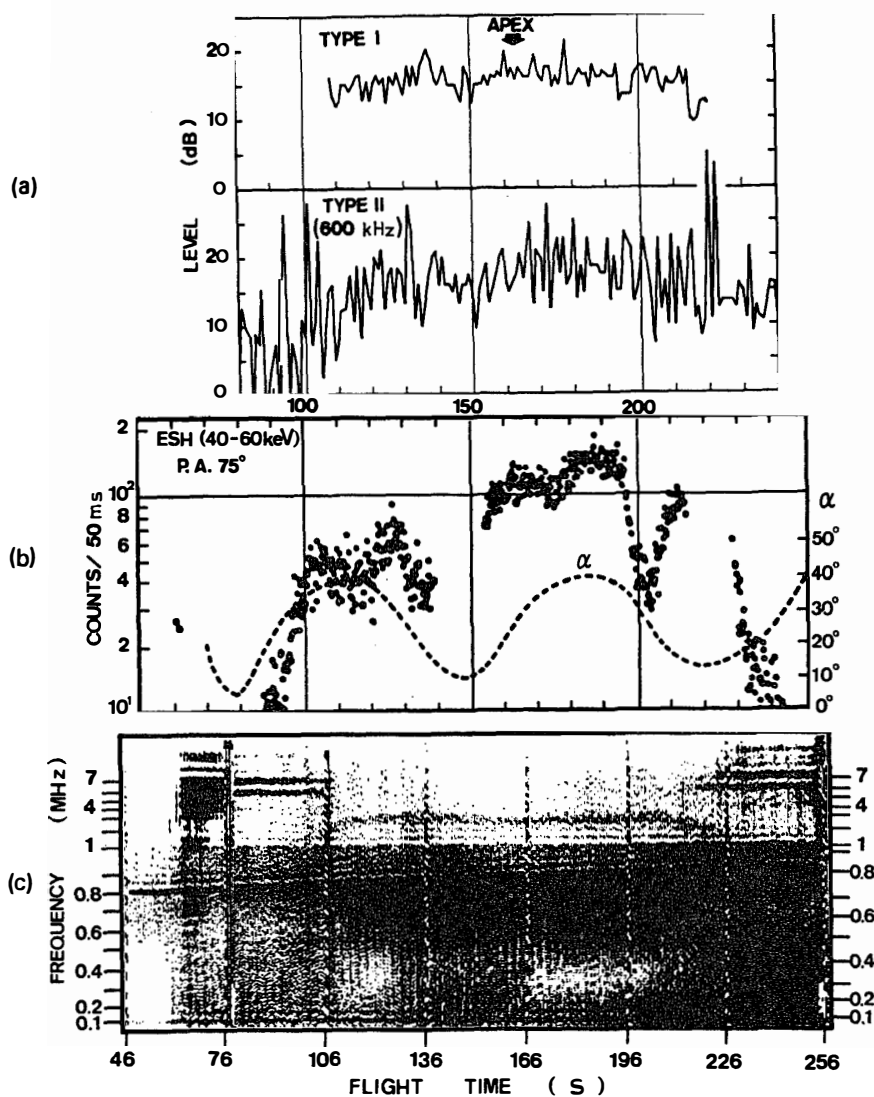 APEX
TYPE I
20
10
0
(dB)
(a)
TYPE II
(600 kHz)
LEVEL
20
10
0
100
150
200
ESH (40-60keV)
P. A. 75°
2
10²
8
6
4
2
10¹
COUNTS/ 50 ms
(b)
α
α
50°
40°
30°
20°
10°
0°
(MHz)
7
4
1
0.8
0.6
0.4
0.2
0.1
FREQUENCY
(c)
7
4
1
0.8
0.6
0.4
0.2
0.1
46
76
106
136
166
196
226
256
FLIGHT TIME ( S )